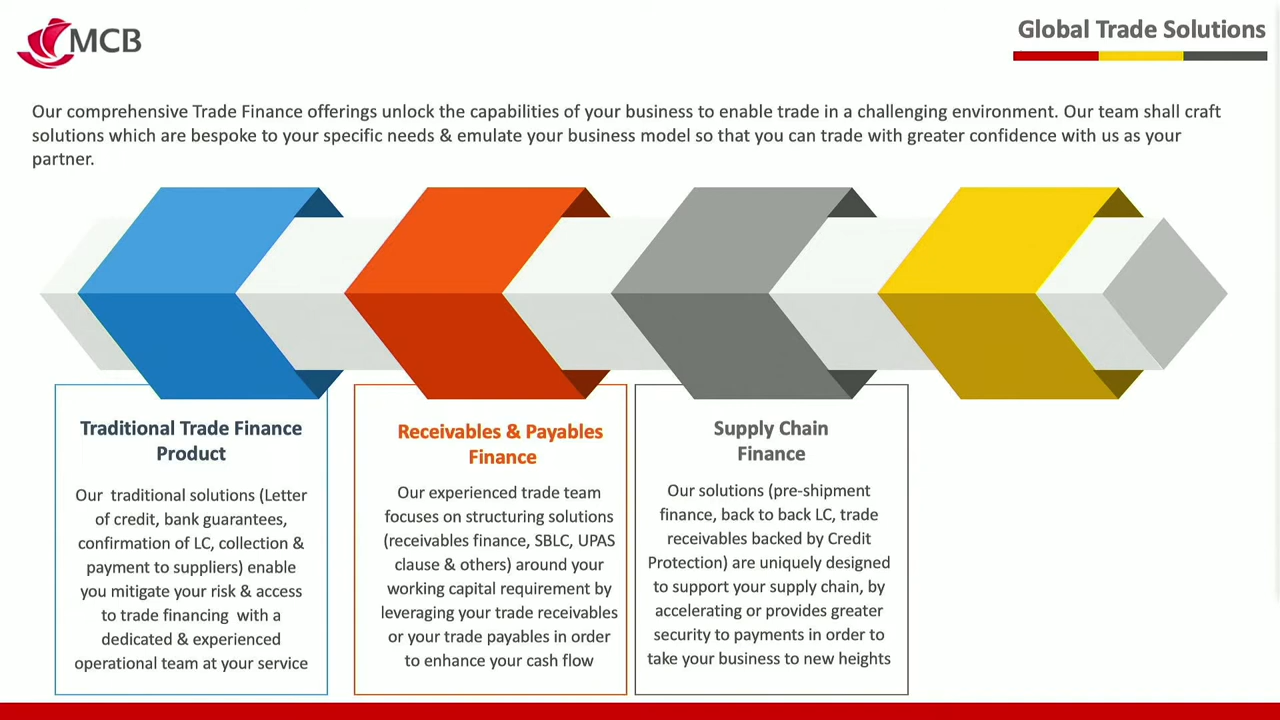 MCB
Global Trade Solutions
Our comprehensive Trade Finance offerings unlock the capabilities of your business to enable trade in a challenging environment. Our team shall craft
solutions which are bespoke to your specific needs & emulate your business model so that you can trade with greater confidence with us as your
partner.
Traditional Trade Finance
Product
Our traditional solutions (Letter
of credit, bank guarantees,
confirmation of LC, collection &
payment to suppliers) enable
you mitigate your risk & access
to trade financing with a
dedicated & experienced
operational team at your service
Receivables & Payables
Finance
Our experienced trade team
focuses on structuring solutions
(receivables finance, SBLC, UPAS
clause & others) around your
working capital requirement by
leveraging your trade receivables
or your trade payables in order
to enhance your cash flow
Supply Chain
Finance
Our solutions (pre-shipment
finance, back to back LC, trade
receivables backed by Credit
Protection) are uniquely designed
to support your supply chain, by
accelerating or provides greater
security to payments in order to
take your business to new heights